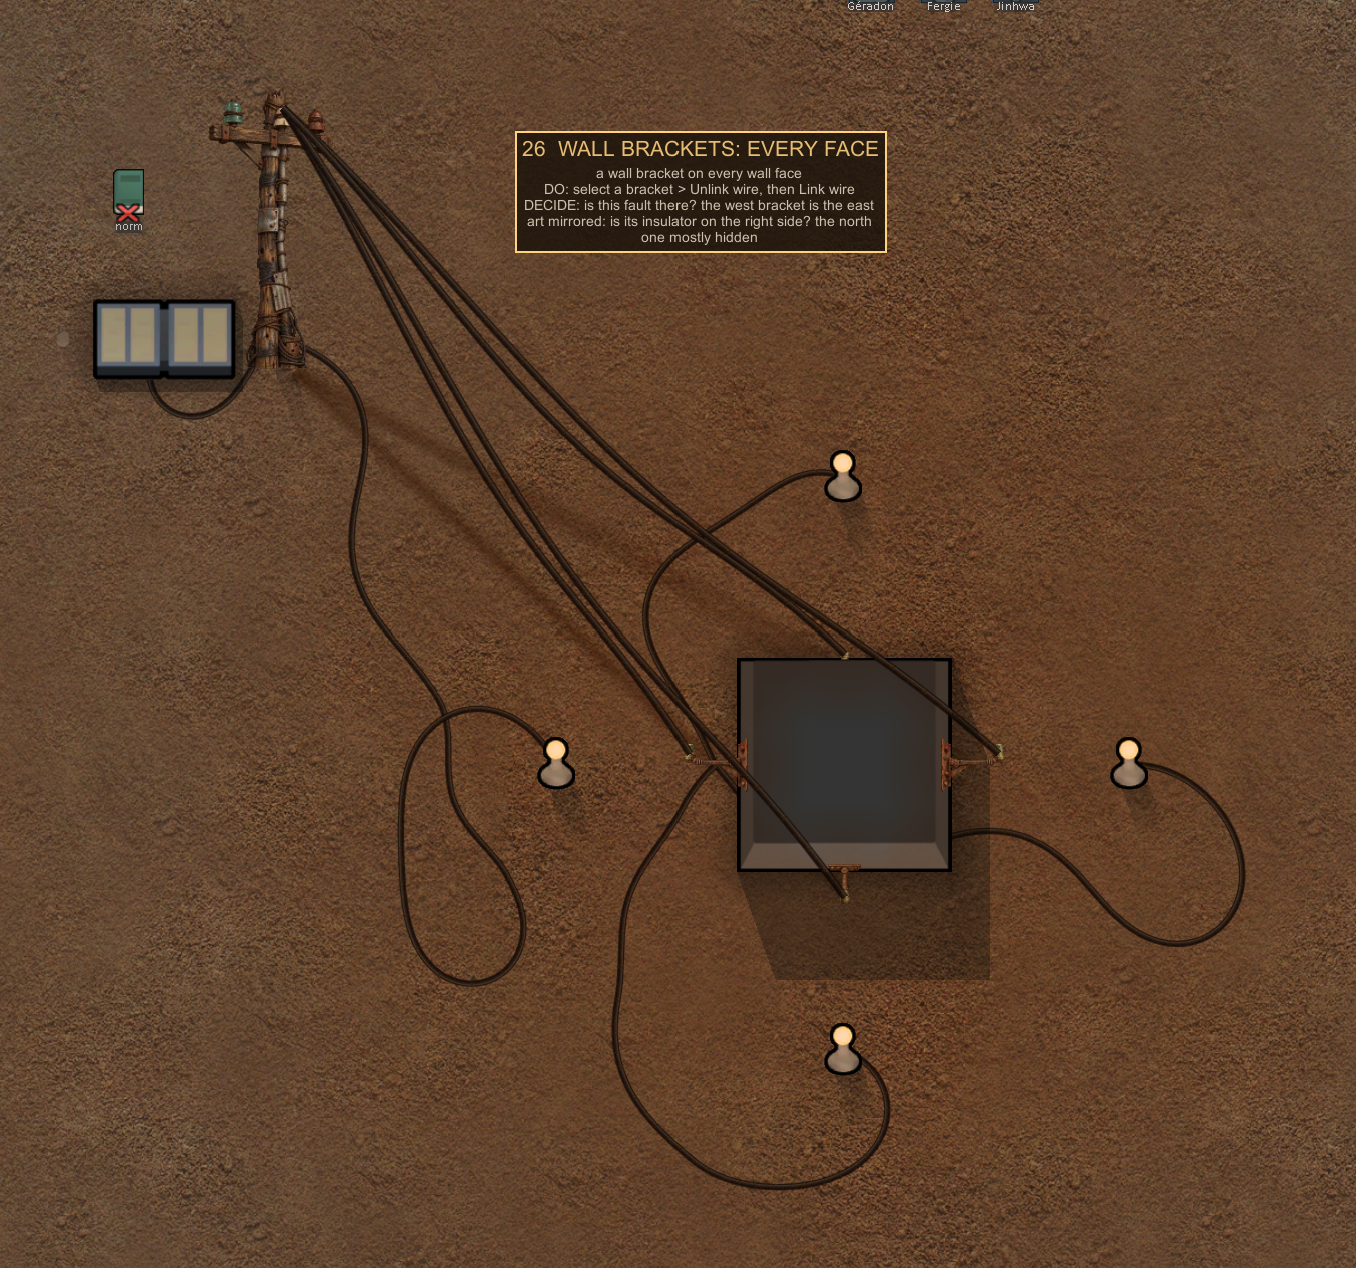 Géradon Fergie Jinhwa
26 WALL BRACKETS: EVERY FACE
a wall bracket on every wall face
DO: select a bracket > Unlink wire, then Link wire
DECIDE: is this fault there? the west bracket is the east
art mirrored: is its insulator on the right side? the north
one mostly hidden
norm